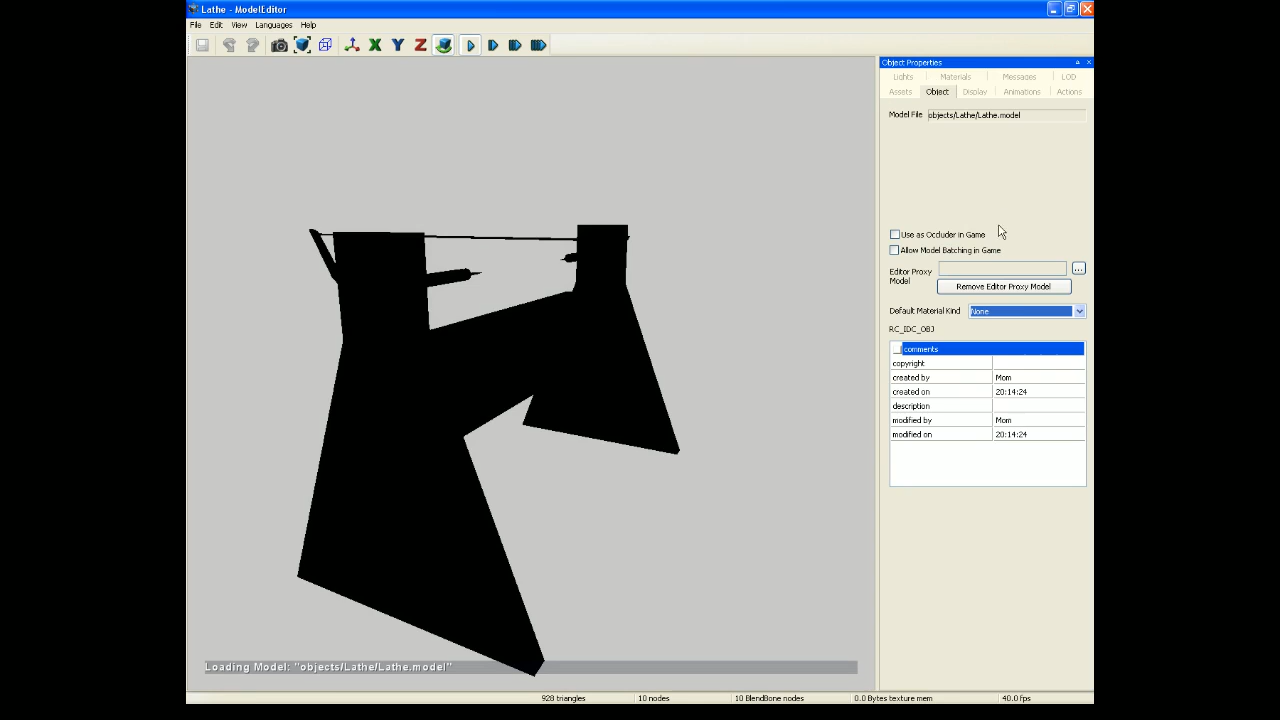 Lathe - ModelEditor
File Edit View Languages Help
X Y Z
Object Properties
Lights Materials Messages LOD
Assets Object Display Animations Actions
Model File objects/Lathe/Lathe.model
Use as Occluder in Game
Allow Model Batching in Game
Editor Proxy
Model
...
Remove Editor Proxy Model
Default Material Kind None
RC_IDC_OBJ
comments
copyright
created by Mom
created on 20:14:24
description
modified by Mom
modified on 20:14:24
Loading Model: "objects/Lathe/Lathe.model"
928 triangles 10 nodes 10 BlendBone nodes 0.0 Bytes texture mem 40.0 fps